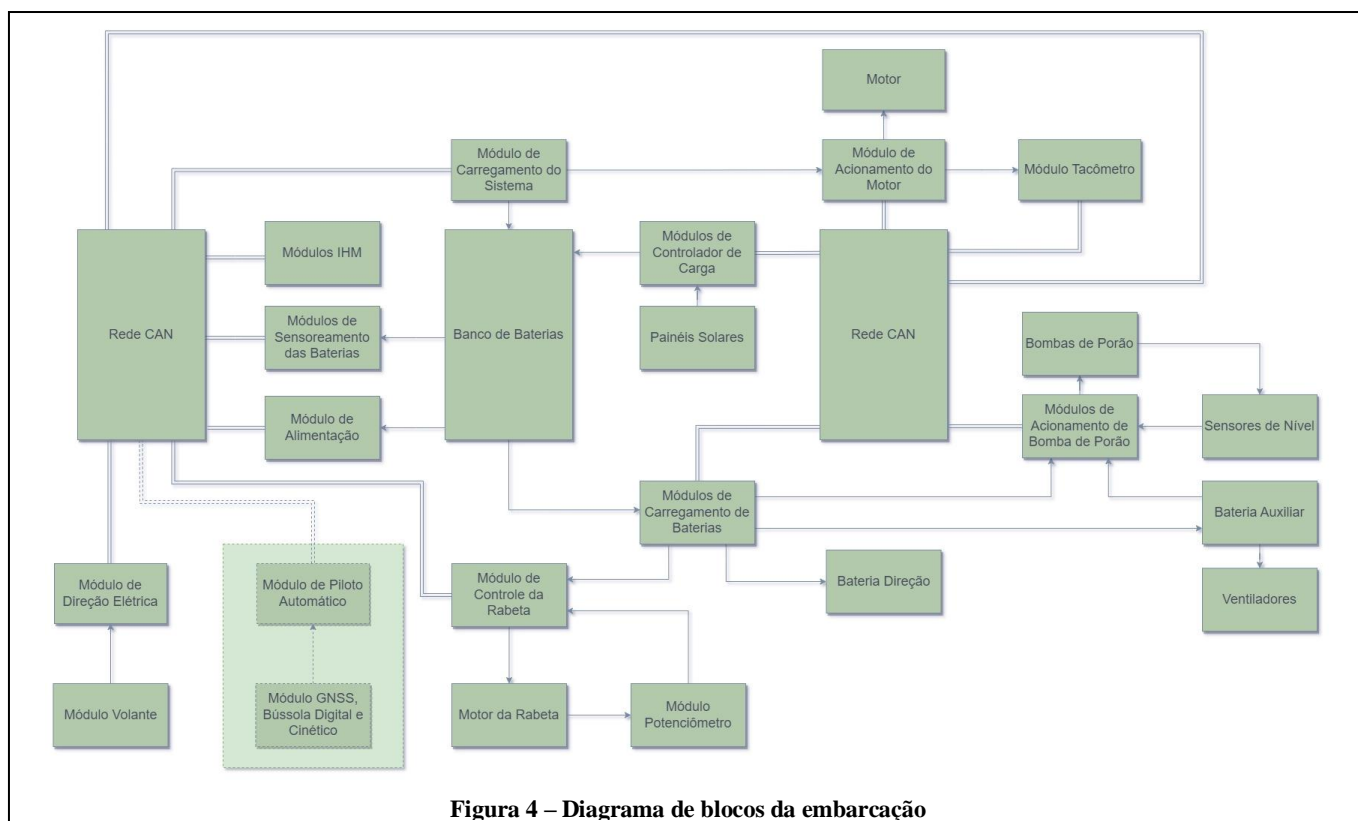 Motor
Módulo de
Carregamento do
Sistema
Módulo de
Acionamento do
Motor
Módulo Tacômetro
Rede CAN
Módulos IHM
Módulos de
Sensoreamento
das Baterias
Módulo de
Alimentação
Banco de Baterias
Módulos de
Controlador de
Carga
Painéis Solares
Rede CAN
Bombas de Porão
Módulos de
Acionamento de
Bomba de Porão
Sensores de Nível
Módulos de
Carregamento de
Baterias
Bateria Auxiliar
Módulo de
Direção Elétrica
Módulo de Piloto
Automático
Módulo de
Controle da
Rabeta
Bateria Direção
Ventiladores
Módulo Volante
Módulo GNSS,
Bússola Digital e
Cinético
Motor da Rabeta
Módulo
Potenciômetro
Figura 4 – Diagrama de blocos da embarcação